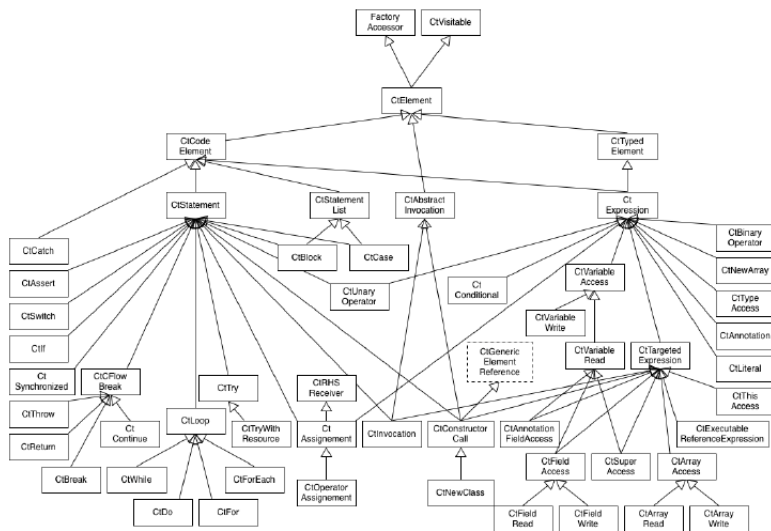 Factory
Accessor
CtVisitable
CtElement
CtCode
Element
CtTyped
Element
CtStatement
CtStatement
List
CtAbstract
Invocation
Ct
Expression
CtCatch
CtBlock
CtCase
CtBinary
Operator
CtAssert
CtUnary
Operator
Ct
Conditional
CtVariable
Access
CtNewArray
CtSwitch
CtVariable
Write
CtType
Access
CtIf
CtGeneric
Element
Reference
CtVariable
Read
CtTargeted
Expression
CtAnnotation
CtLiteral
Ct
Synchronized
CtCFlow
Break
CtTry
CtRHS
Receiver
CtThis
Access
CtThrow
CtReturn
Ct
Continue
CtLoop
CtTryWith
Resource
Ct
Assignement
CtInvocation
CtConstructor
Call
CtAnnotation
FieldAccess
CtExecutable
ReferenceExpression
CtBreak
CtWhile
CtForEach
CtOperator
Assignement
CtNewClass
CtField
Access
CtSuper
Access
CtArray
Access
CtDo
CtFor
CtField
Read
CtField
Write
CtArray
Read
CtArray
Write